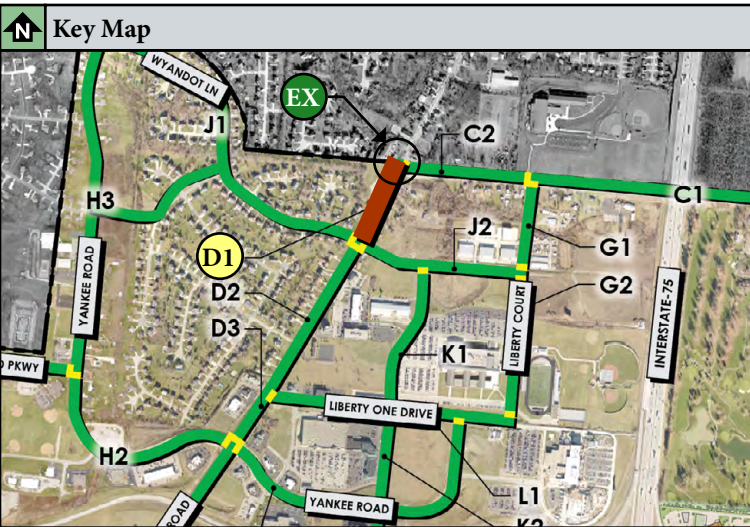 N Key Map
WYANDOT LN
EX
J1
C2
H3
C1
J2
G1
D1
YANKEE ROAD
D2
G2
D3
LIBERTY COURT
INTERSTATE-75
K1
PKWY
LIBERTY ONE DRIVE
H2
L1
YANKEE ROAD
ROAD
K2